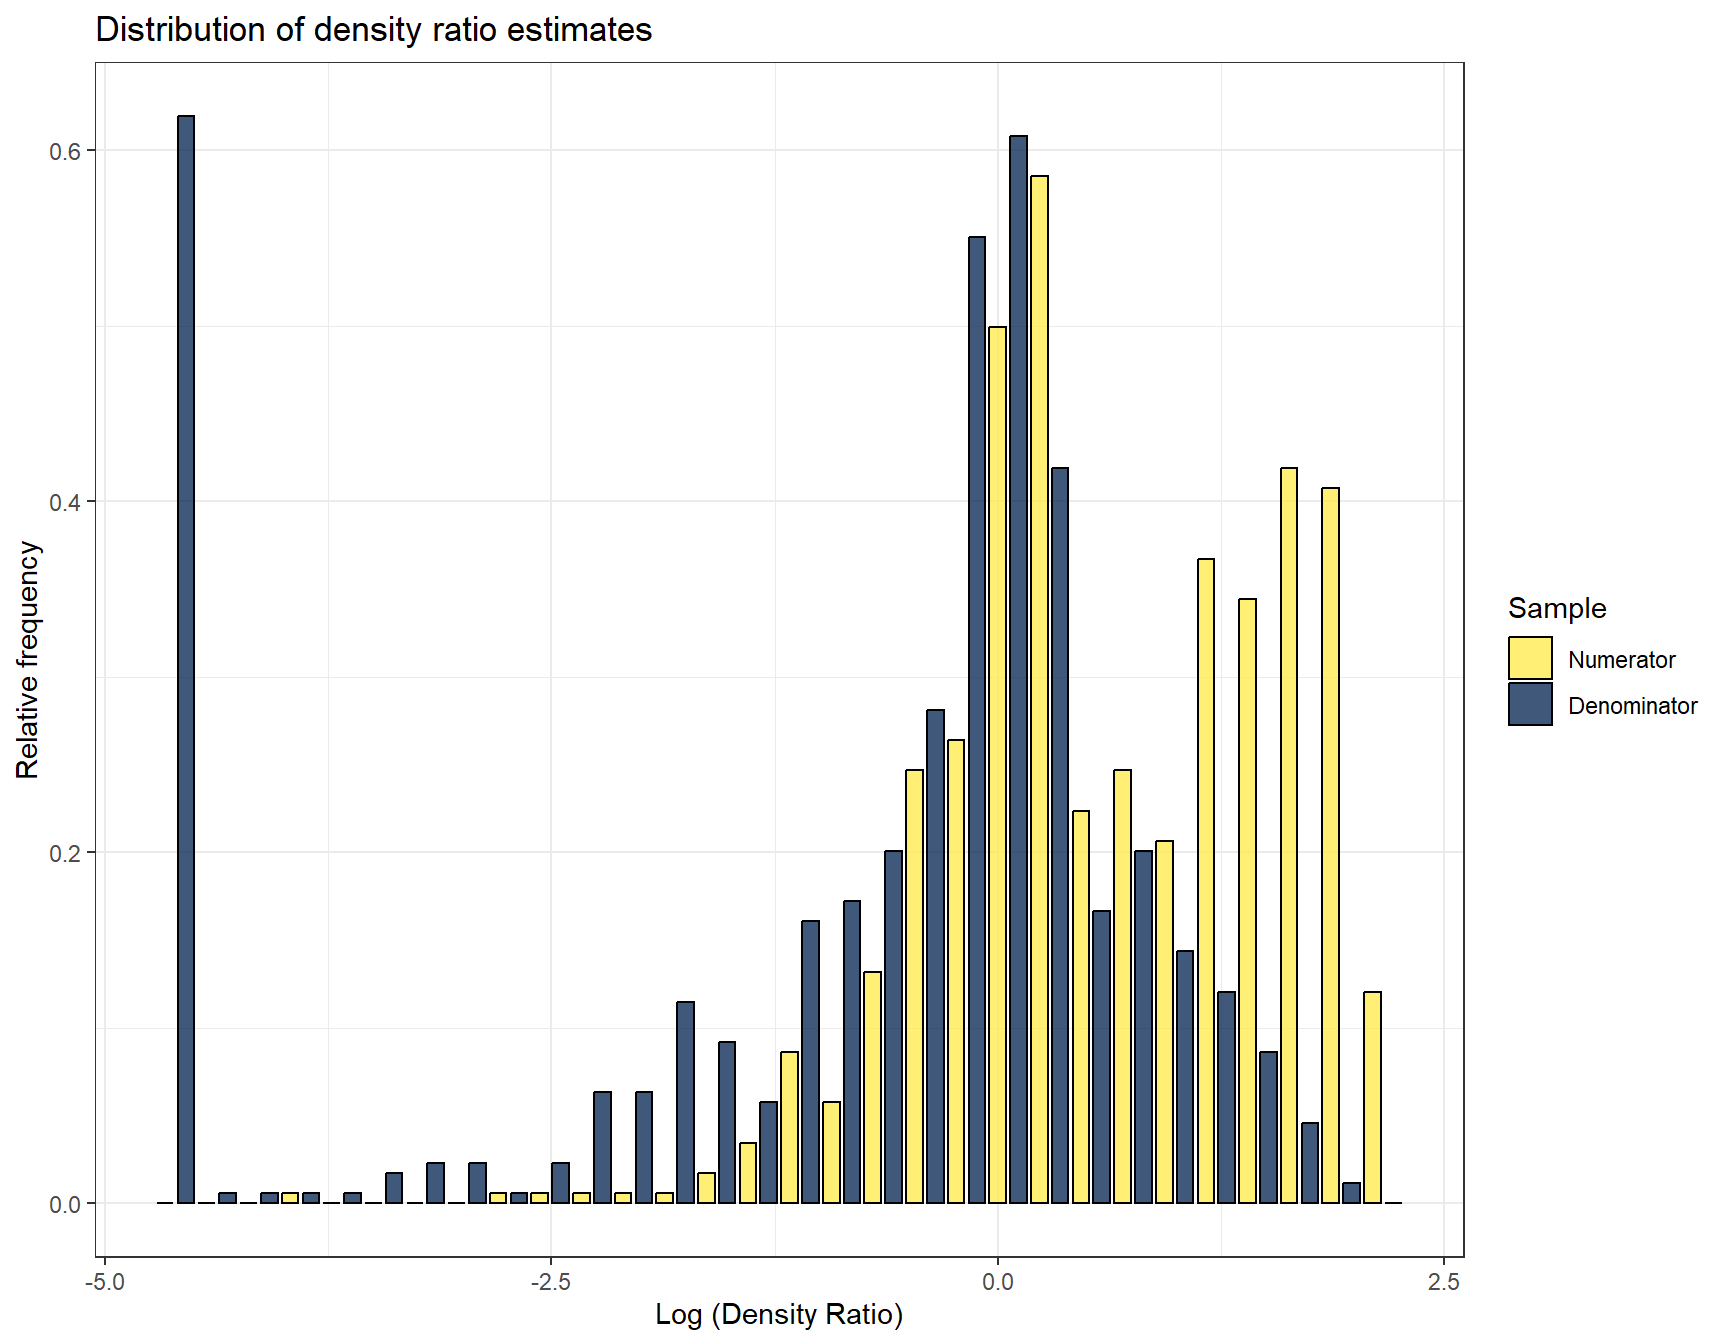 Distribution of density ratio estimates
Relative frequency
0.6
0.4
0.2
0.0
-5.0
-2.5
0.0
2.5
Log (Density Ratio)
Sample
Numerator
Denominator